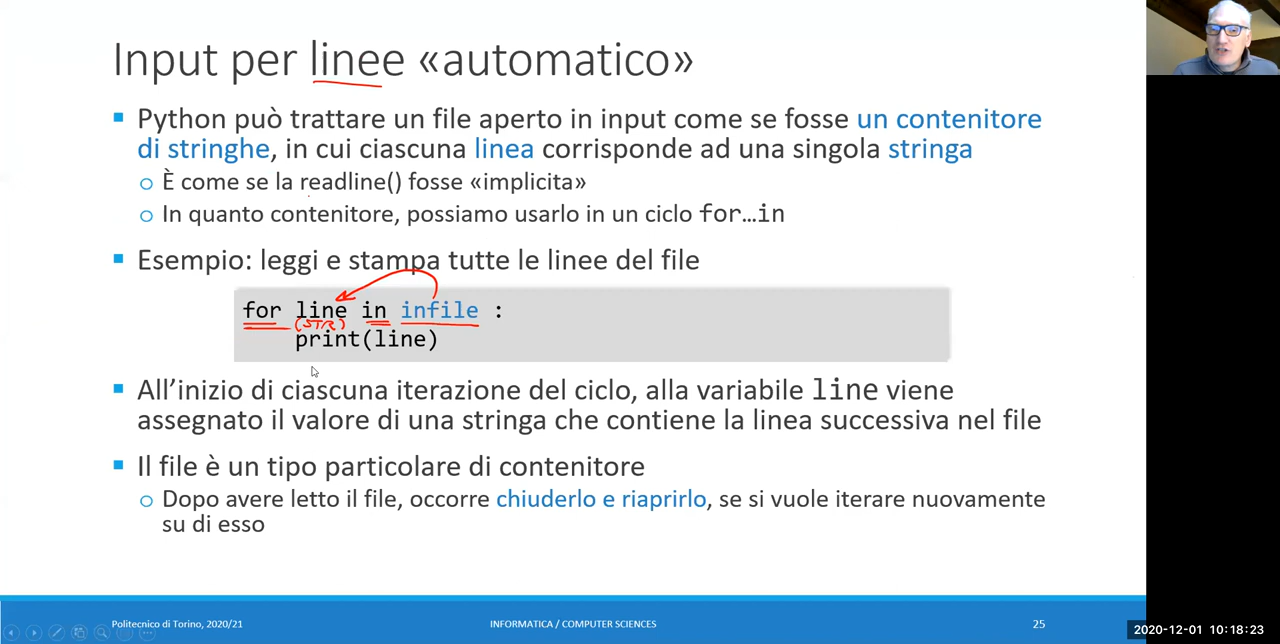 Input per linee «automatico»
Python può trattare un file aperto in input come se fosse un contenitore
di stringhe, in cui ciascuna linea corrisponde ad una singola stringa
È come se la readline() fosse «implicita»
In quanto contenitore, possiamo usarlo in un ciclo for…in
Esempio: leggi e stampa tutte le linee del file
for line in infile :
(STR)
print(line)
All'inizio di ciascuna iterazione del ciclo, alla variabile line viene
assegnato il valore di una stringa che contiene la linea successiva nel file
Il file è un tipo particolare di contenitore
Dopo avere letto il file, occorre chiuderlo e riaprirlo, se si vuole iterare nuovamente
su di esso
Politecnico di Torino, 2020/21
INFORMATICA / COMPUTER SCIENCES
25
2020-12-01 10:18:23